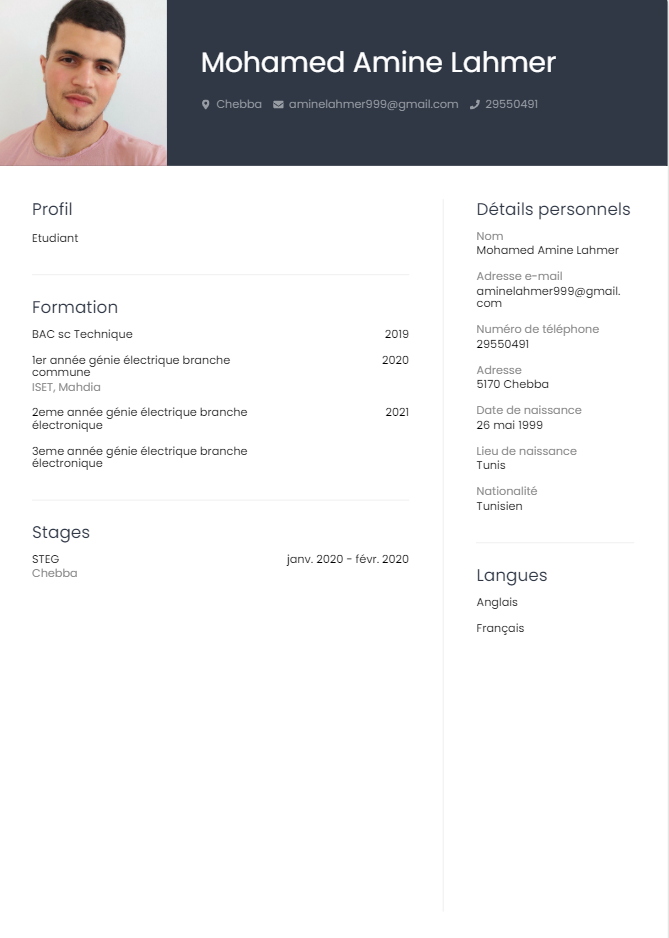 Mohamed Amine Lahmer
Chebba aminelahmer999@gmail.com 29550491
Profil
Etudiant
Formation
BAC sc Technique 2019
1er année génie électrique branche 2020
commune
ISET, Mahdia
2eme année génie électrique branche 2021
électronique
3eme année génie électrique branche
électronique
Stages
STEG janv. 2020 - févr. 2020
Chebba
Détails personnels
Nom
Mohamed Amine Lahmer
Adresse e-mail
aminelahmer999@gmail.
com
Numéro de téléphone
29550491
Adresse
5170 Chebba
Date de naissance
26 mai 1999
Lieu de naissance
Tunis
Nationalité
Tunisien
Langues
Anglais
Français